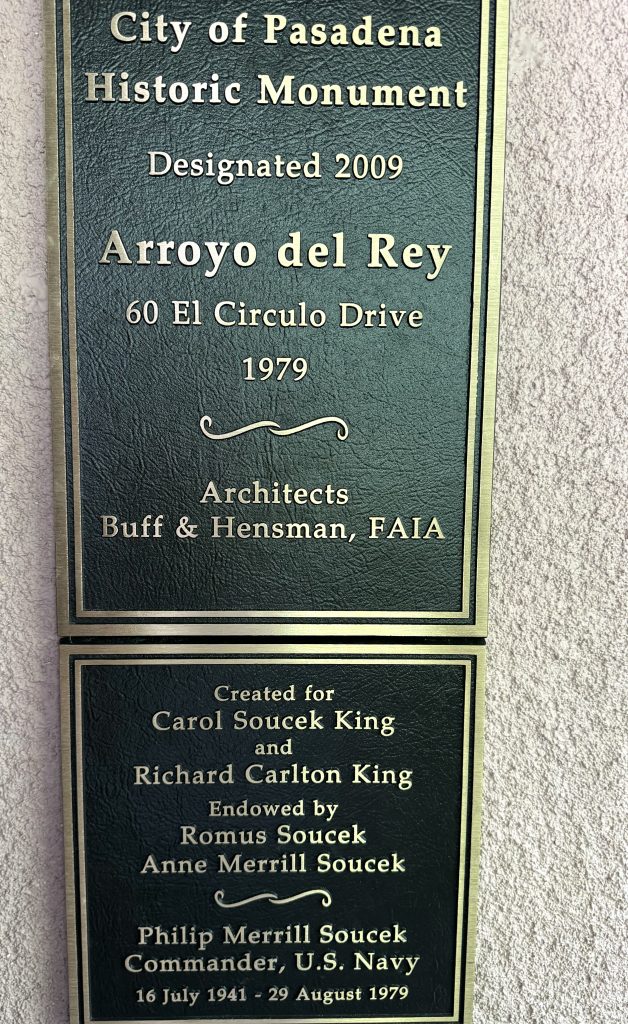 City of Pasadena
Historic Monument
Designated 2009
Arroyo del Rey
60 El Circulo Drive
1979
Architects
Buff & Hensman, FAIA
Created for
Carol Soucek King
and
Richard Carlton King
Endowed by
Romus Soucek
Anne Merrill Soucek
Philip Merrill Soucek
Commander, U.S. Navy
16 July 1941 - 29 August 1979